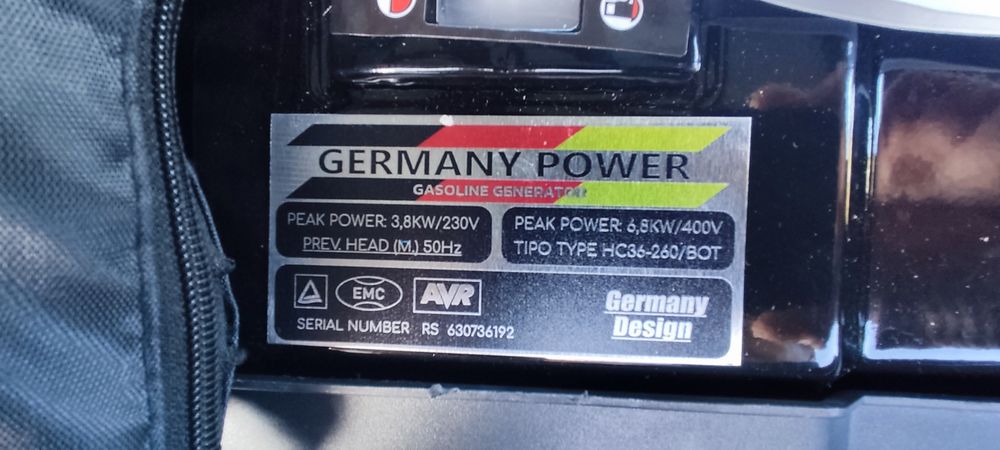 GERMANY POWER
GASOLINE GENERATOR
PEAK POWER: 3,8KW/230V
PREV. HEAD (M.) 50Hz
PEAK POWER: 6,8KW/400V
TIPO TYPE HC36-260/BOT
EMC
AVR
SERIAL NUMBER RS 630736192
Germany
Design